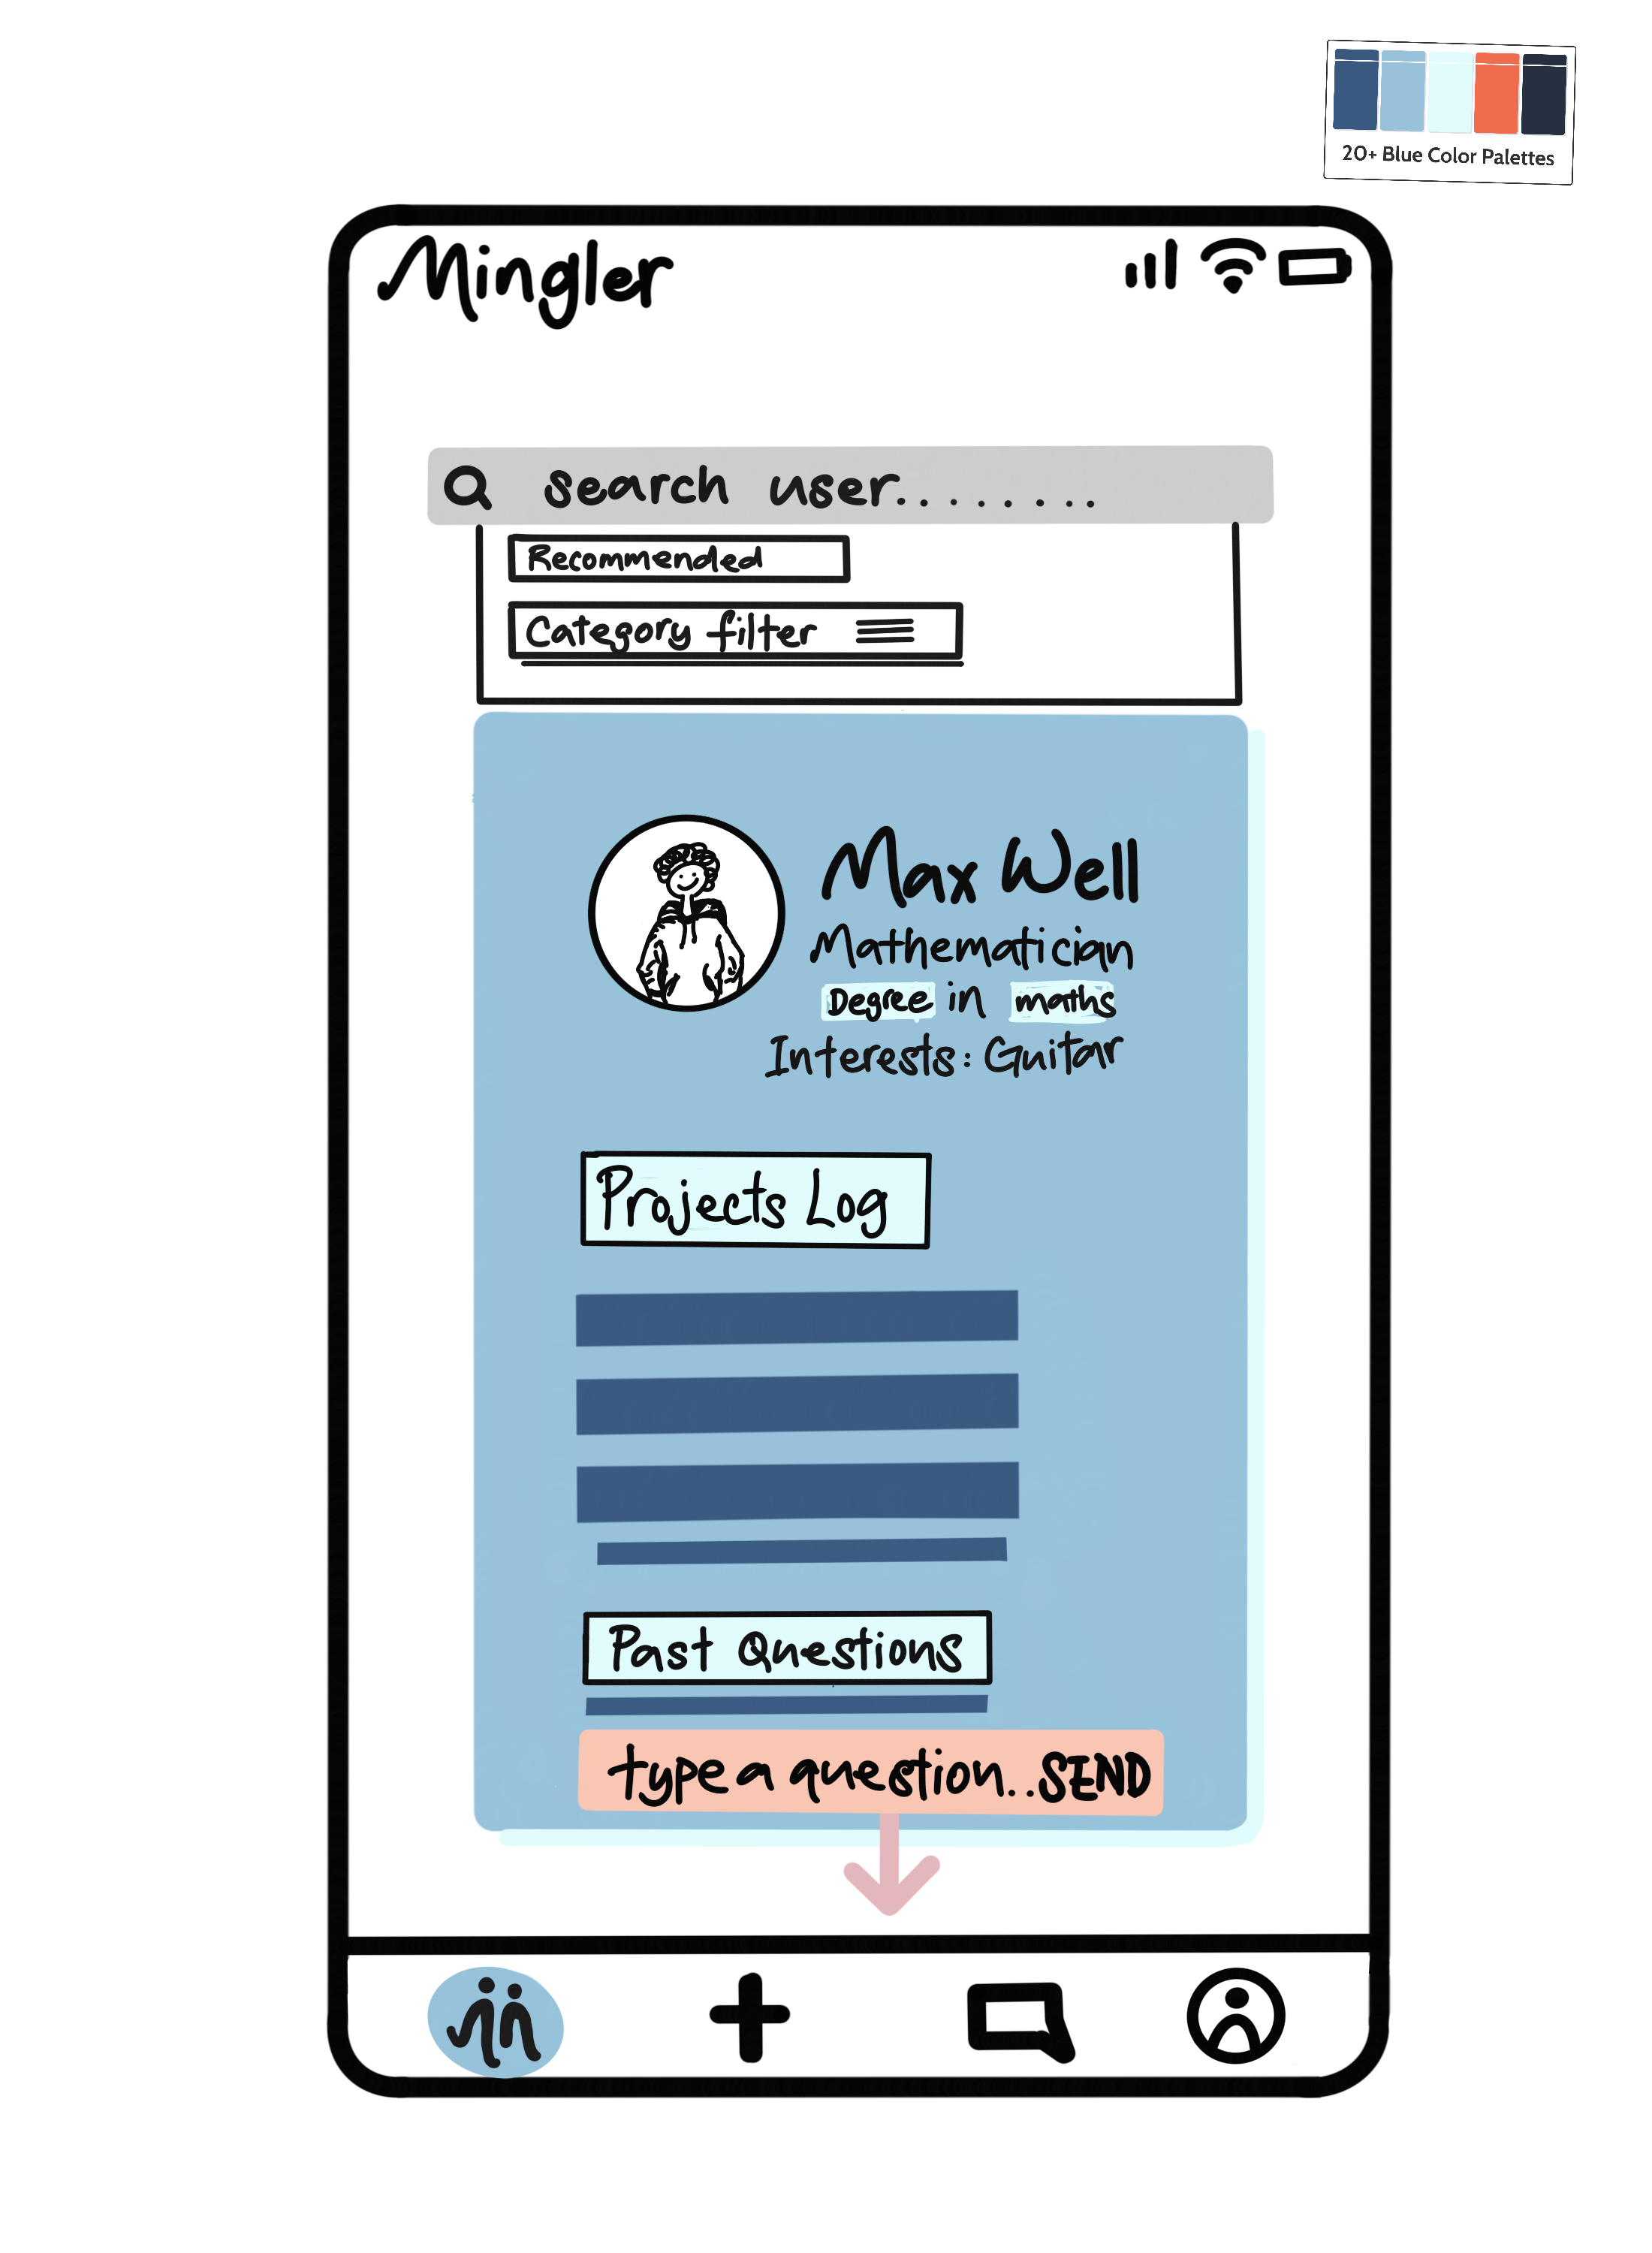 20+ Blue Color Palettes
Mingler
search user........
Recommended
Category filter
Max Well
Mathematician
Degree in maths
Interests: Guitar
Projects Log
Past Questions
type a question..SEND